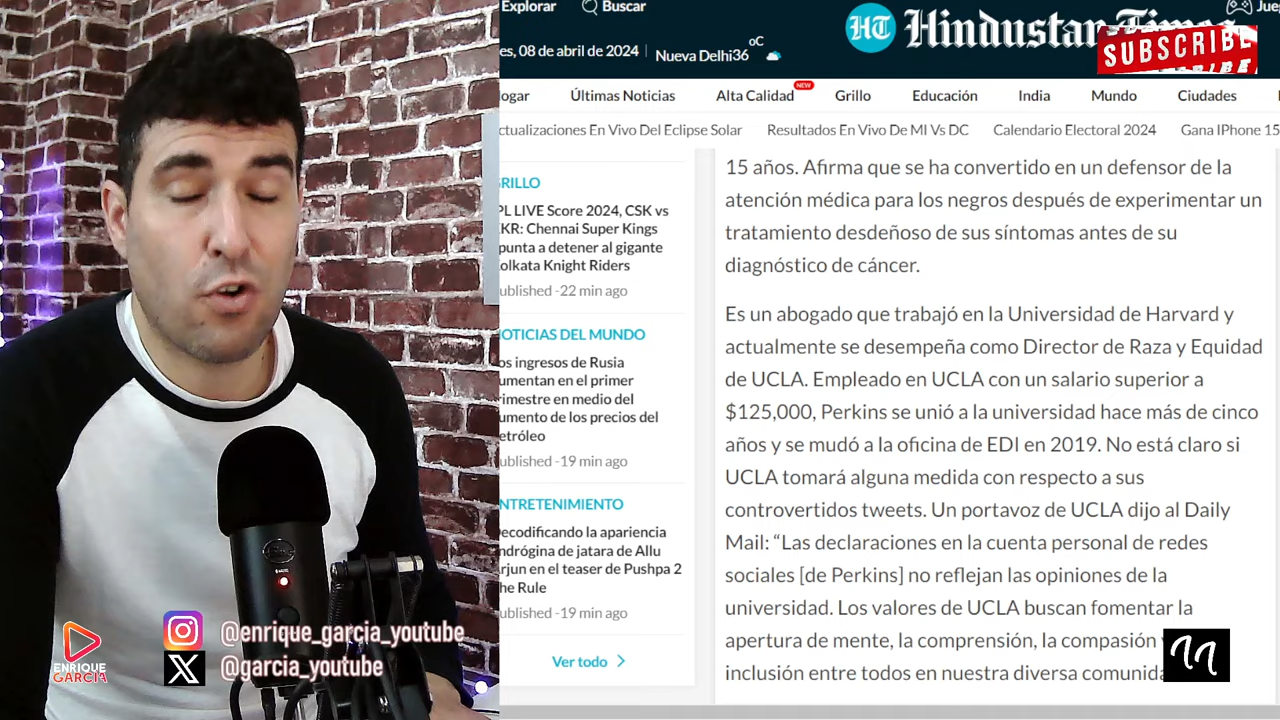 Explorar
Buscar
es, 08 de abril de 2024
Nueva Delhi36
oC
HT
Hindustan Times
SUBSCRIBE
ogar
Últimas Noticias
Alta Calidad
NEW
Grillo
Educación
India
Mundo
Ciudades
ctualizaciones En Vivo Del Eclipse Solar
Resultados En Vivo De MI Vs DC
Calendario Electoral 2024
Gana IPhone 15
RILLO
PL LIVE Score 2024, CSK vs
KR: Chennai Super Kings
punta a detener al gigante
olkata Knight Riders
ublished -22 min ago
OTICIAS DEL MUNDO
os ingresos de Rusia
umentan en el primer
rimestre en medio del
umento de los precios del
etróleo
ublished -19 min ago
NTRETENIMIENTO
ecodificando la apariencia
ndrógina de jatara de Allu
rjun en el teaser de Pushpa 2
he Rule
ublished -19 min ago
Ver todo
15 años. Afirma que se ha convertido en un defensor de la
atención médica para los negros después de experimentar un
tratamiento desdeñoso de sus síntomas antes de su
diagnóstico de cáncer.
Es un abogado que trabajó en la Universidad de Harvard y
actualmente se desempeña como Director de Raza y Equidad
de UCLA. Empleado en UCLA con un salario superior a
$125,000, Perkins se unió a la universidad hace más de cinco
años y se mudó a la oficina de EDI en 2019. No está claro si
UCLA tomará alguna medida con respecto a sus
controvertidos tweets. Un portavoz de UCLA dijo al Daily
Mail: “Las declaraciones en la cuenta personal de redes
sociales [de Perkins] no reflejan las opiniones de la
universidad. Los valores de UCLA buscan fomentar la
apertura de mente, la comprensión, la compasión
inclusión entre todos en nuestra diversa comunida
@enrique_garcia_youtube
@garcia_youtube
ENRIQUE
GARCIA